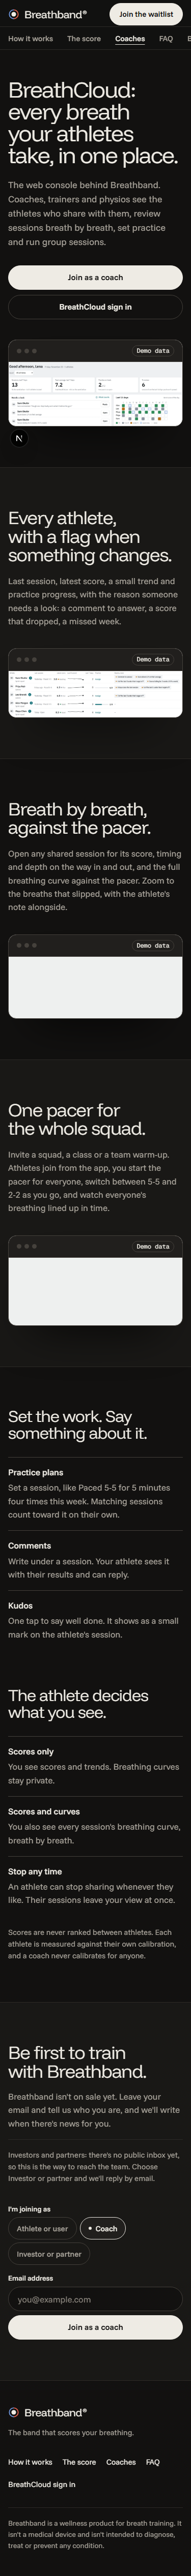 Breathband®
Join the waitlist
How it works The score Coaches FAQ
BreathCloud:
every breath
your athletes
take, in one place.
The web console behind Breathband.
Coaches, trainers and physios see the
athletes who share with them, review
sessions breath by breath, set practice
and run group sessions.
Join as a coach
BreathCloud sign in
Demo data
N
Every athlete,
with a flag when
something changes.
Last session, latest score, a small trend and
practice progress, with the reason someone
needs a look: a comment to answer, a score
that dropped, a missed week.
Demo data
Breath by breath,
against the pacer.
Open any shared session for its score, timing
and depth on the way in and out, and the full
breathing curve against the pacer. Zoom to
the breaths that slipped, with the athlete's
note alongside.
Demo data
One pacer for
the whole squad.
Invite a squad, a class or a team warm-up.
Athletes join from the app, you start the
pacer for everyone, switch between 5-5 and
2-2 as you go, and watch everyone's
breathing lined up in time.
Demo data
Set the work. Say
something about it.
Practice plans
Set a session, like Paced 5-5 for 5 minutes
four times this week. Matching sessions
count toward it on their own.
Comments
Write under a session. Your athlete sees it
with their results and can reply.
Kudos
One tap to say well done. It shows as a small
mark on the athlete's session.
The athlete decides
what you see.
Scores only
You see scores and trends. Breathing curves
stay private.
Scores and curves
You also see every session's breathing curve,
breath by breath.
Stop any time
An athlete can stop sharing whenever they
like. Their sessions leave your view at once.
Scores are never ranked between athletes. Each
athlete is measured against their own calibration,
and a coach never calibrates for anyone.
Be first to train
with Breathband.
Breathband isn't on sale yet. Leave your
email and tell us who you are, and we'll write
when there's news for you.
Investors and partners: there's no public inbox yet,
so this is the way to reach the team. Choose
Investor or partner and we'll reply by email.
I'm joining as
Athlete or user
Coach
Investor or partner
Email address
you@example.com
Join as a coach
Breathband®
The band that scores your breathing.
How it works The score Coaches FAQ
BreathCloud sign in
Breathband is a wellness product for breath training. It
isn't a medical device and isn't intended to diagnose,
treat or prevent any condition.